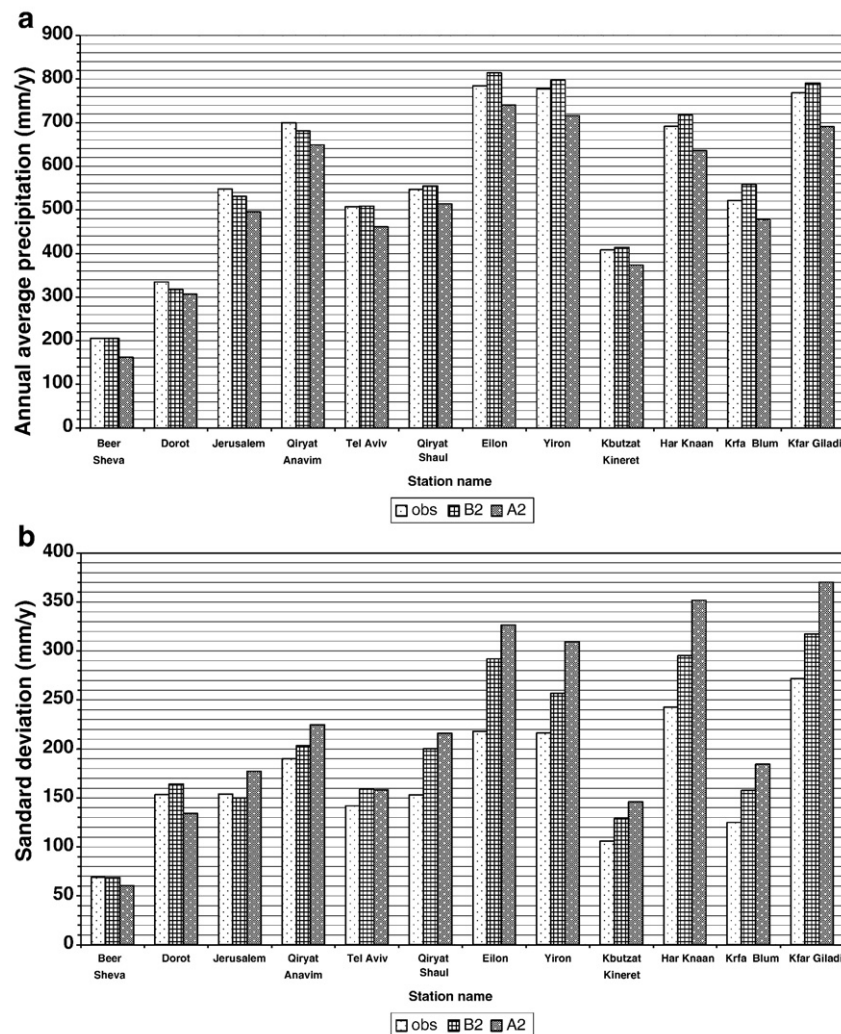 a
Annual average precipitation (mm/y)
900
800
700
600
500
400
300
200
100
0
Beer Sheva
Dorot
Jerusalem
Qiryat Anavim
Tel Aviv
Qiryat Shaul
Eilon
Yiron
Kbutzat Kineret
Har Knaan
Krfa Blum
Kfar Giladi
Station name
obs B2 A2
b
Sandard deviation (mm/y)
400
350
300
250
200
150
100
50
0
Beer Sheva
Dorot
Jerusalem
Qiryat Anavim
Tel Aviv
Qiryat Shaul
Eilon
Yiron
Kbutzat Kineret
Har Knaan
Krfa Blum
Kfar Giladi
Station name
obs B2 A2